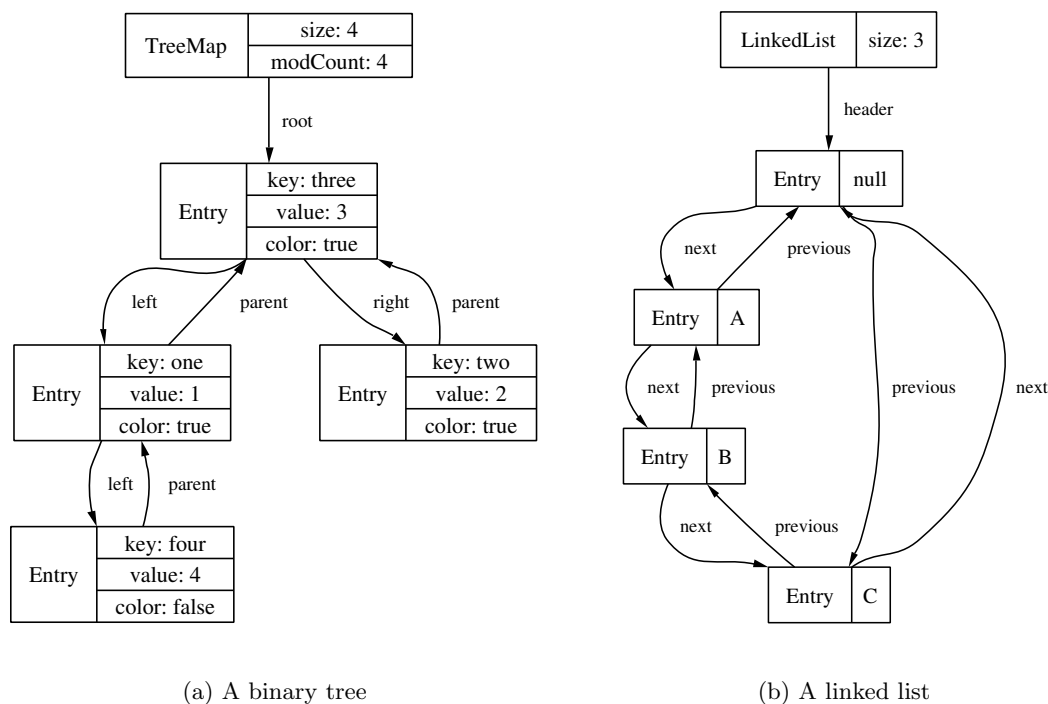 TreeMap
size: 4
modCount: 4
root
Entry
key: three
value: 3
color: true
left
parent
right
parent
Entry
key: one
value: 1
color: true
Entry
key: two
value: 2
color: true
left
parent
Entry
key: four
value: 4
color: false
(a) A binary tree
LinkedList
size: 3
header
Entry
null
next
previous
Entry
A
next
previous
previous
next
Entry
B
next
previous
Entry
C
(b) A linked list